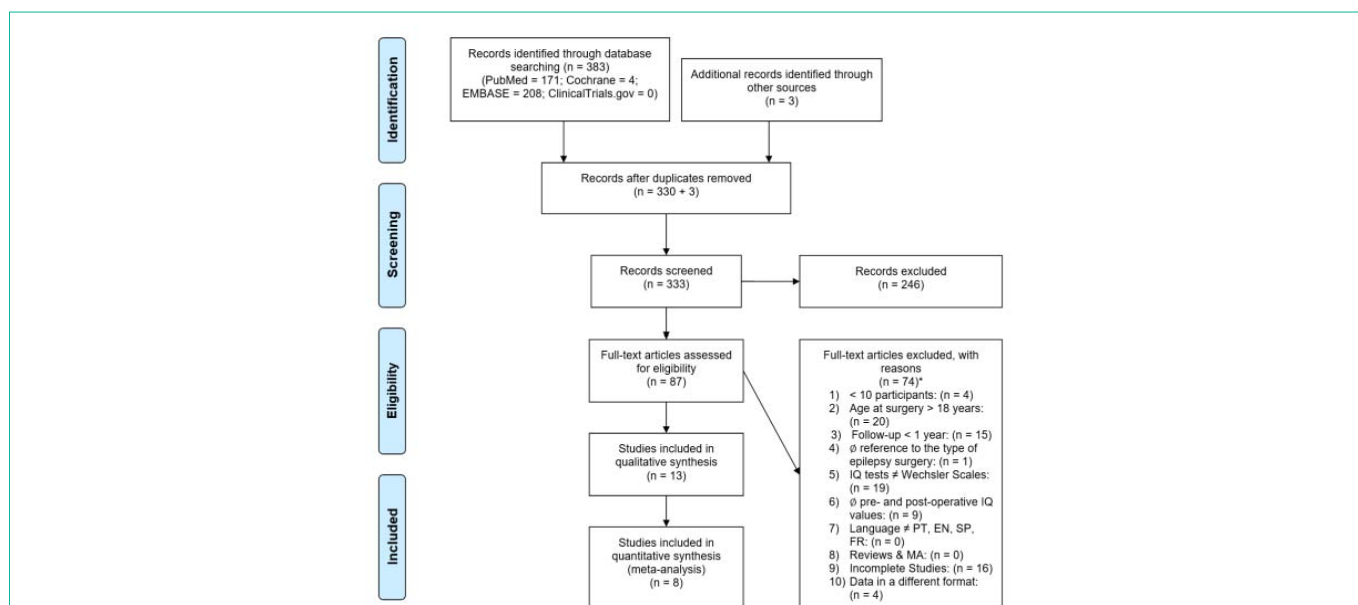 Identification
Records identified through database
searching (n = 383)
(PubMed = 171; Cochrane = 4;
EMBASE = 208; ClinicalTrials.gov = 0)
Additional records identified through
other sources
(n = 3)
Records after duplicates removed
(n = 330 + 3)
Screening
Records screened
(n = 333)
Records excluded
(n = 246)
Eligibility
Full-text articles assessed
for eligibility
(n = 87)
Full-text articles excluded, with
reasons
(n = 74)*
1) < 10 participants: (n = 4)
2) Age at surgery > 18 years:
(n = 20)
3) Follow-up < 1 year: (n = 15)
4) ∅ reference to the type of
epilepsy surgery: (n = 1)
5) IQ tests ≠ Wechsler Scales:
(n = 19)
6) ∅ pre- and post-operative IQ
values: (n = 9)
7) Language ≠ PT, EN, SP,
FR: (n = 0)
8) Reviews & MA: (n = 0)
9) Incomplete Studies: (n = 16)
10) Data in a different format:
(n = 4)
Studies included in
qualitative synthesis
(n = 13)
Included
Studies included in
quantitative synthesis
(meta-analysis)
(n = 8)